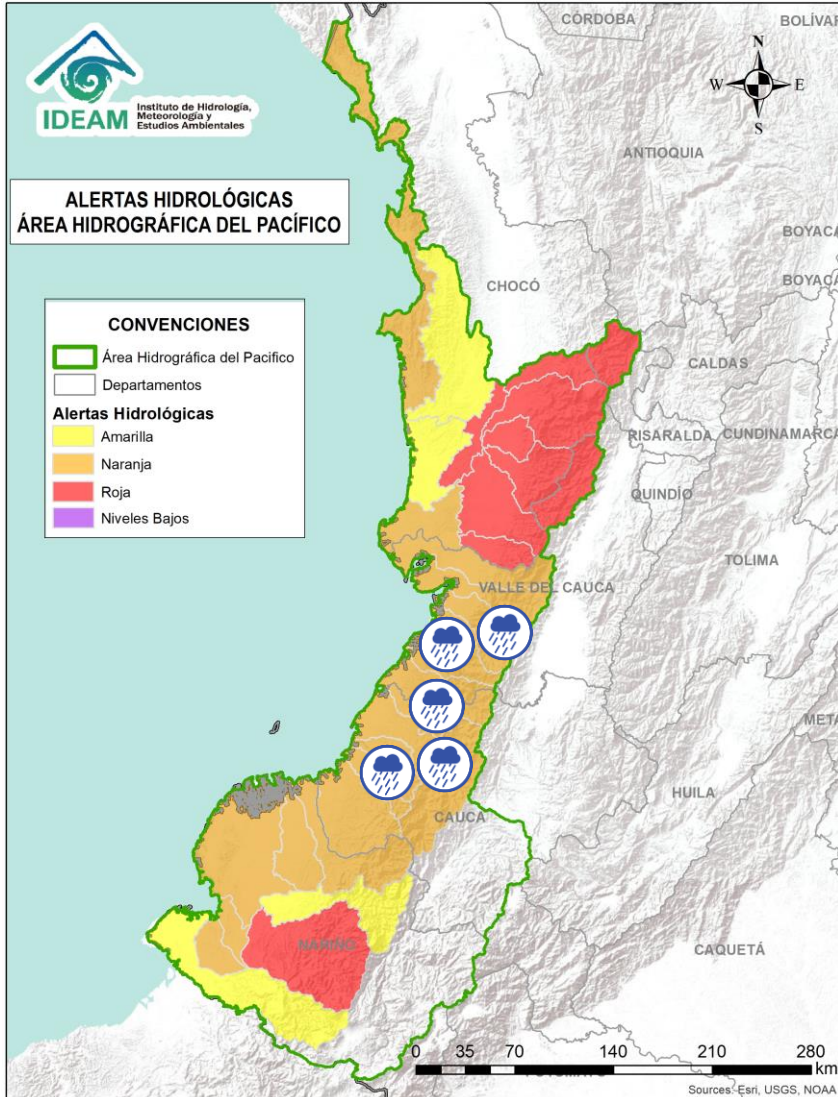 CÓRDOBA
BOLÍVAR
IDEAM
Instituto de Hidrología,
Meteorología y
Estudios Ambientales
N
W
E
S
ANTIOQUIA
ALERTAS HIDROLÓGICAS
ÁREA HIDROGRÁFICA DEL PACÍFICO
BOYACÁ
BOYACÁ
CHOCÓ
CONVENCIONES
Área Hidrográfica del Pacifico
Departamentos
Alertas Hidrológicas
Amarilla
Naranja
Roja
Niveles Bajos
CALDAS
RISARALDA
CUNDINAMARCA
QUINDÍO
TOLIMA
VALLE DEL CAUCA
META
HUILA
CAUCA
NARIÑO
CAQUETÁ
0 35 70 140 210 280
km
Sources: Esri, USGS, NOAA